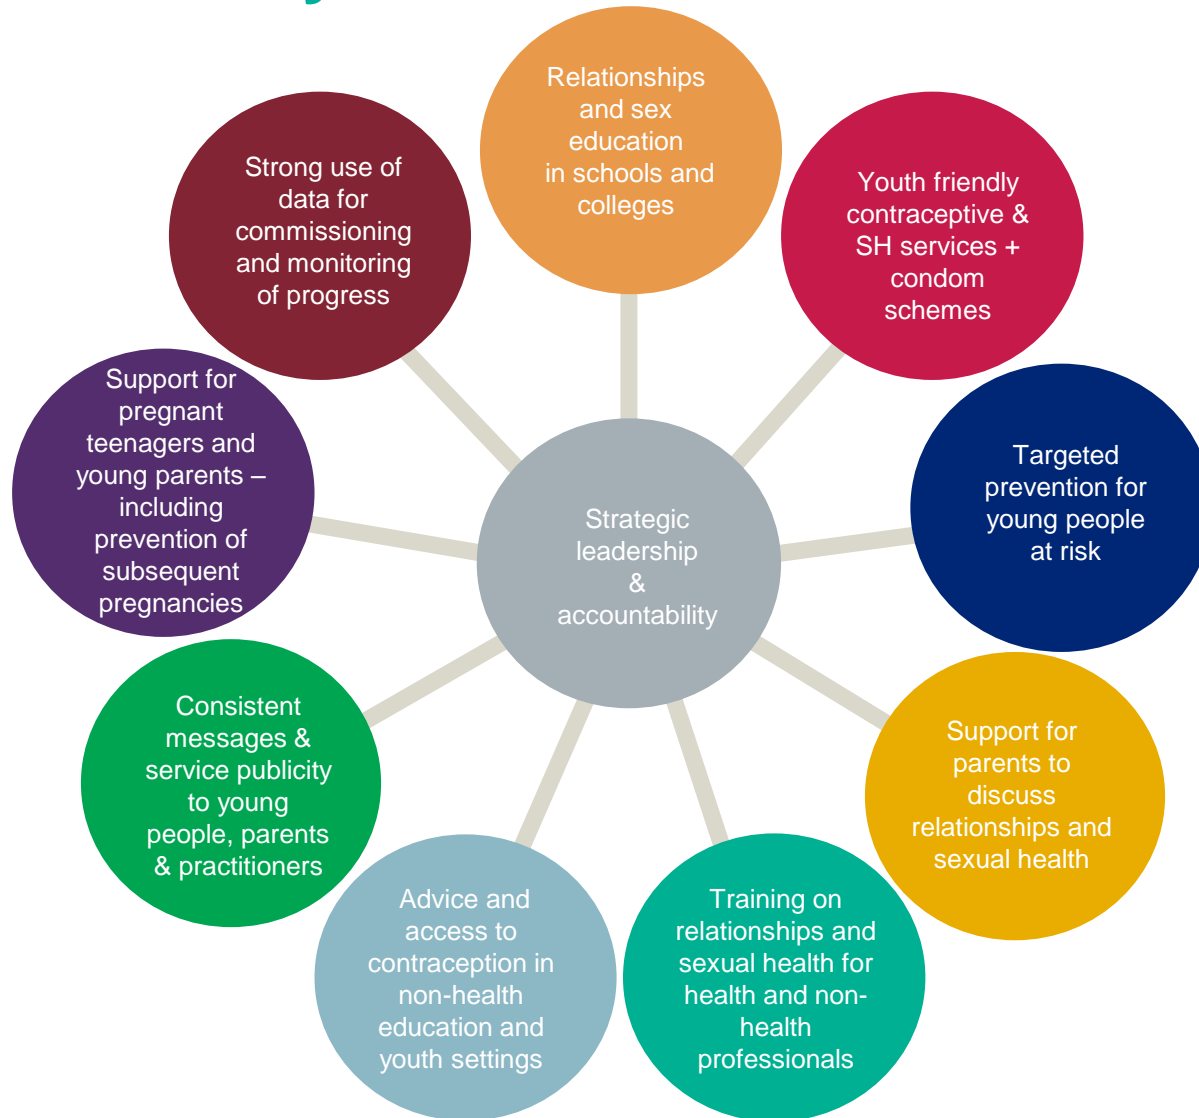 Relationships
and sex
education
in schools and
colleges
Youth friendly
contraceptive &
SH services +
condom
schemes
Targeted
prevention for
young people
at risk
Support for
parents to
discuss
relationships and
sexual health
Training on
relationships and
sexual health for
health and non-
health
professionals
Advice and
access to
contraception in
non-health
education and
youth settings
Consistent
messages &
service publicity
to young
people, parents
& practitioners
Support for
pregnant
teenagers and
young parents –
including
prevention of
subsequent
pregnancies
Strong use of
data for
commissioning
and monitoring
of progress
Strategic
leadership
&
accountability